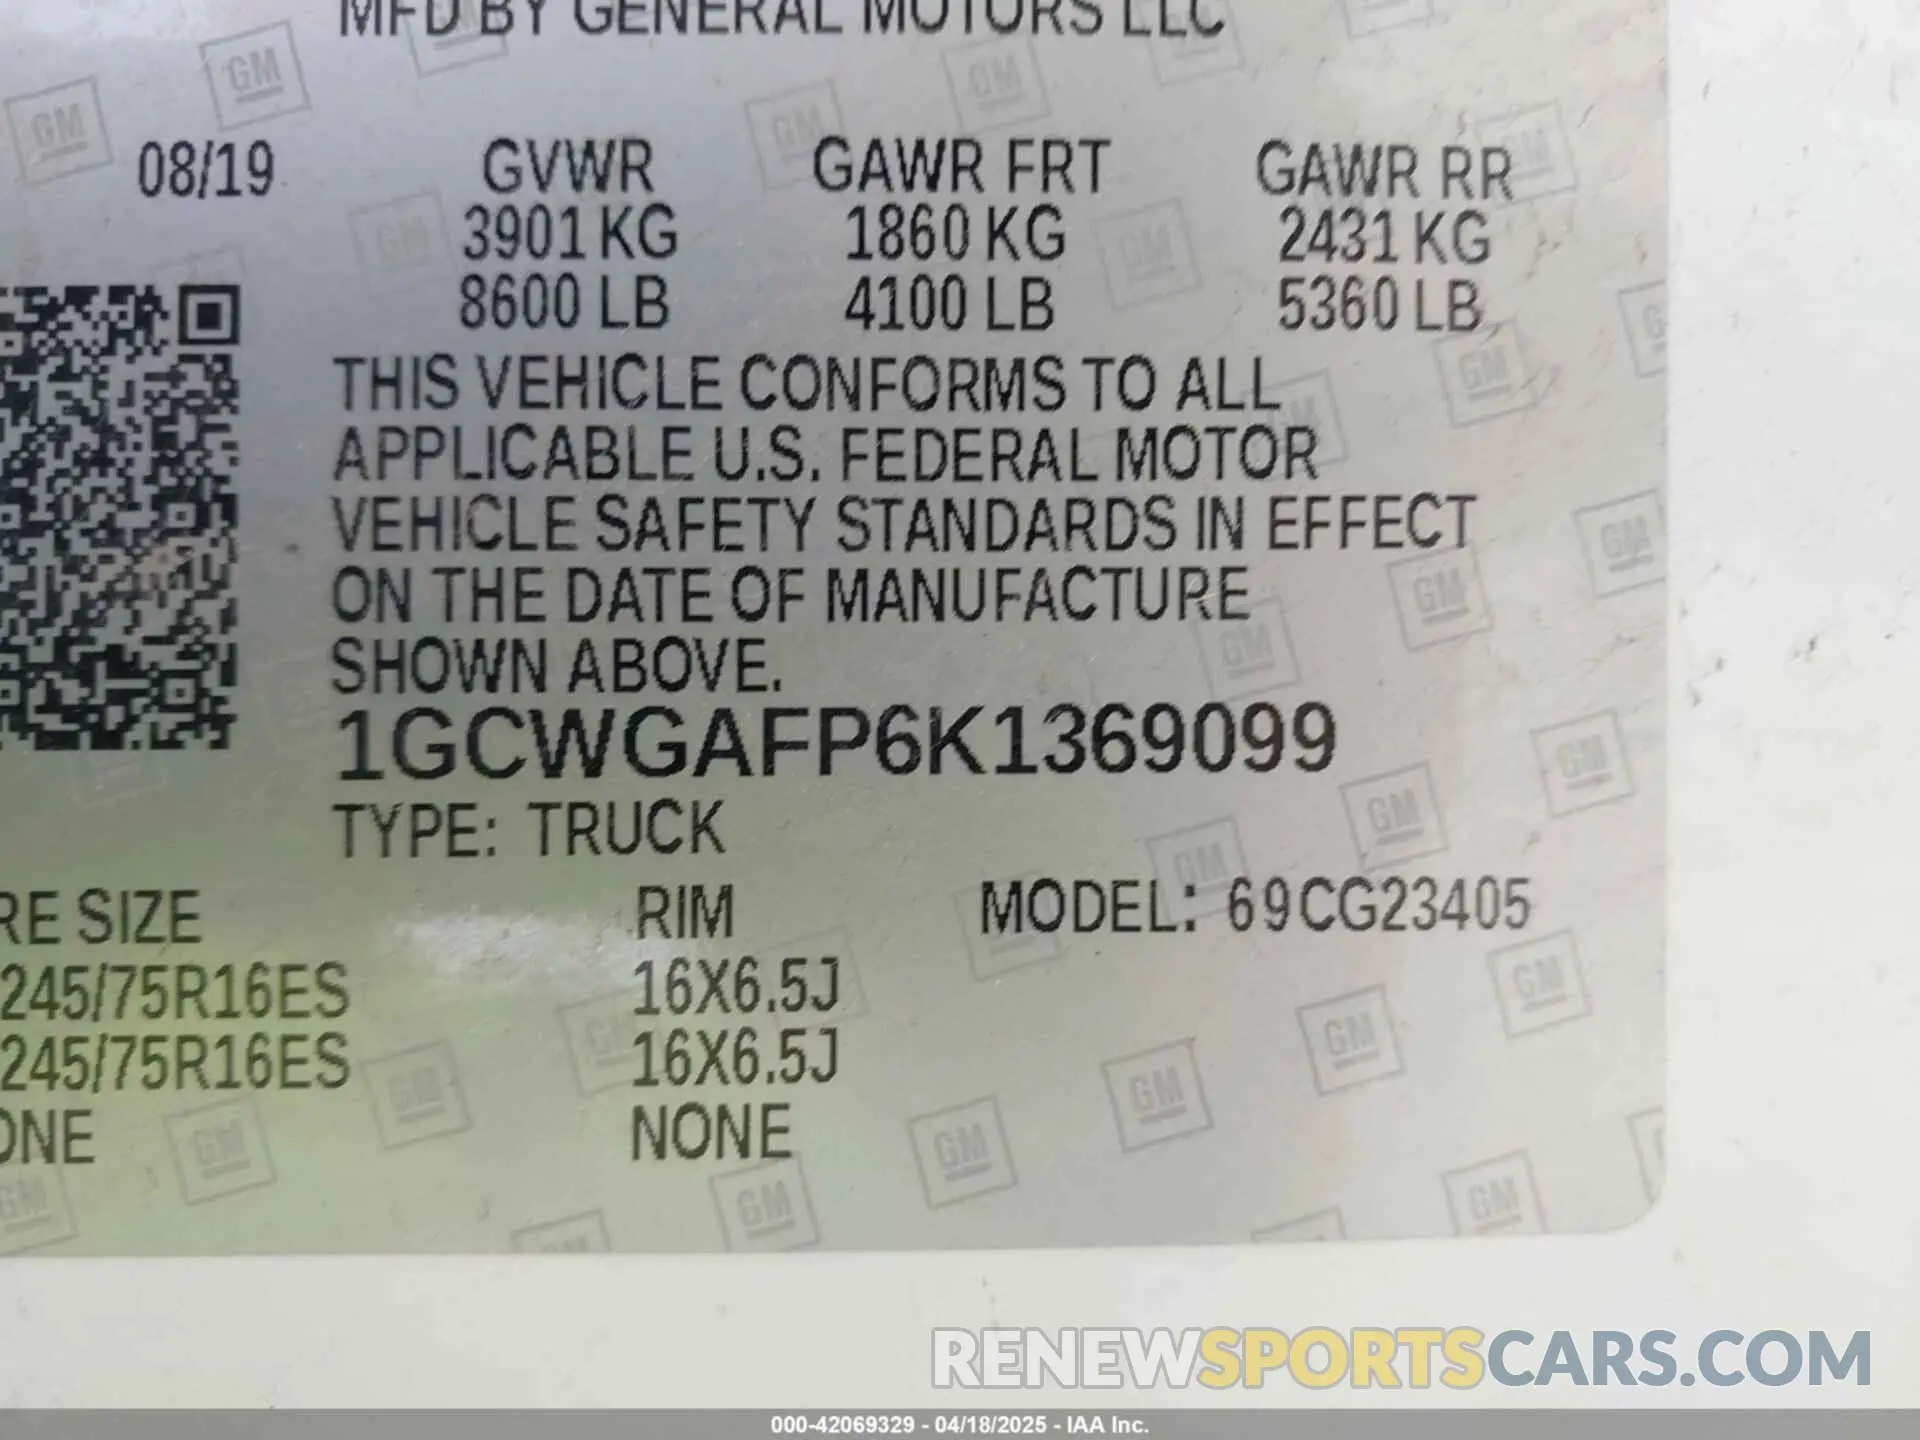 MFD BY GENERAL MOTORS LLC
08/19 GVWR GAWR FRT GAWR RR
3901 KG 1860 KG 2431 KG
8600 LB 4100 LB 5360 LB
THIS VEHICLE CONFORMS TO ALL
APPLICABLE U.S. FEDERAL MOTOR
VEHICLE SAFETY STANDARDS IN EFFECT
ON THE DATE OF MANUFACTURE
SHOWN ABOVE.
1GCWGAFP6K1369099
TYPE: TRUCK
RE SIZE RIM MODEL: 69CG23405
245/75R16ES 16X6.5J
245/75R16ES 16X6.5J
ONE NONE
RENEWSPORTSCARS.COM
000-42069329 - 04/18/2025 - IAA Inc.